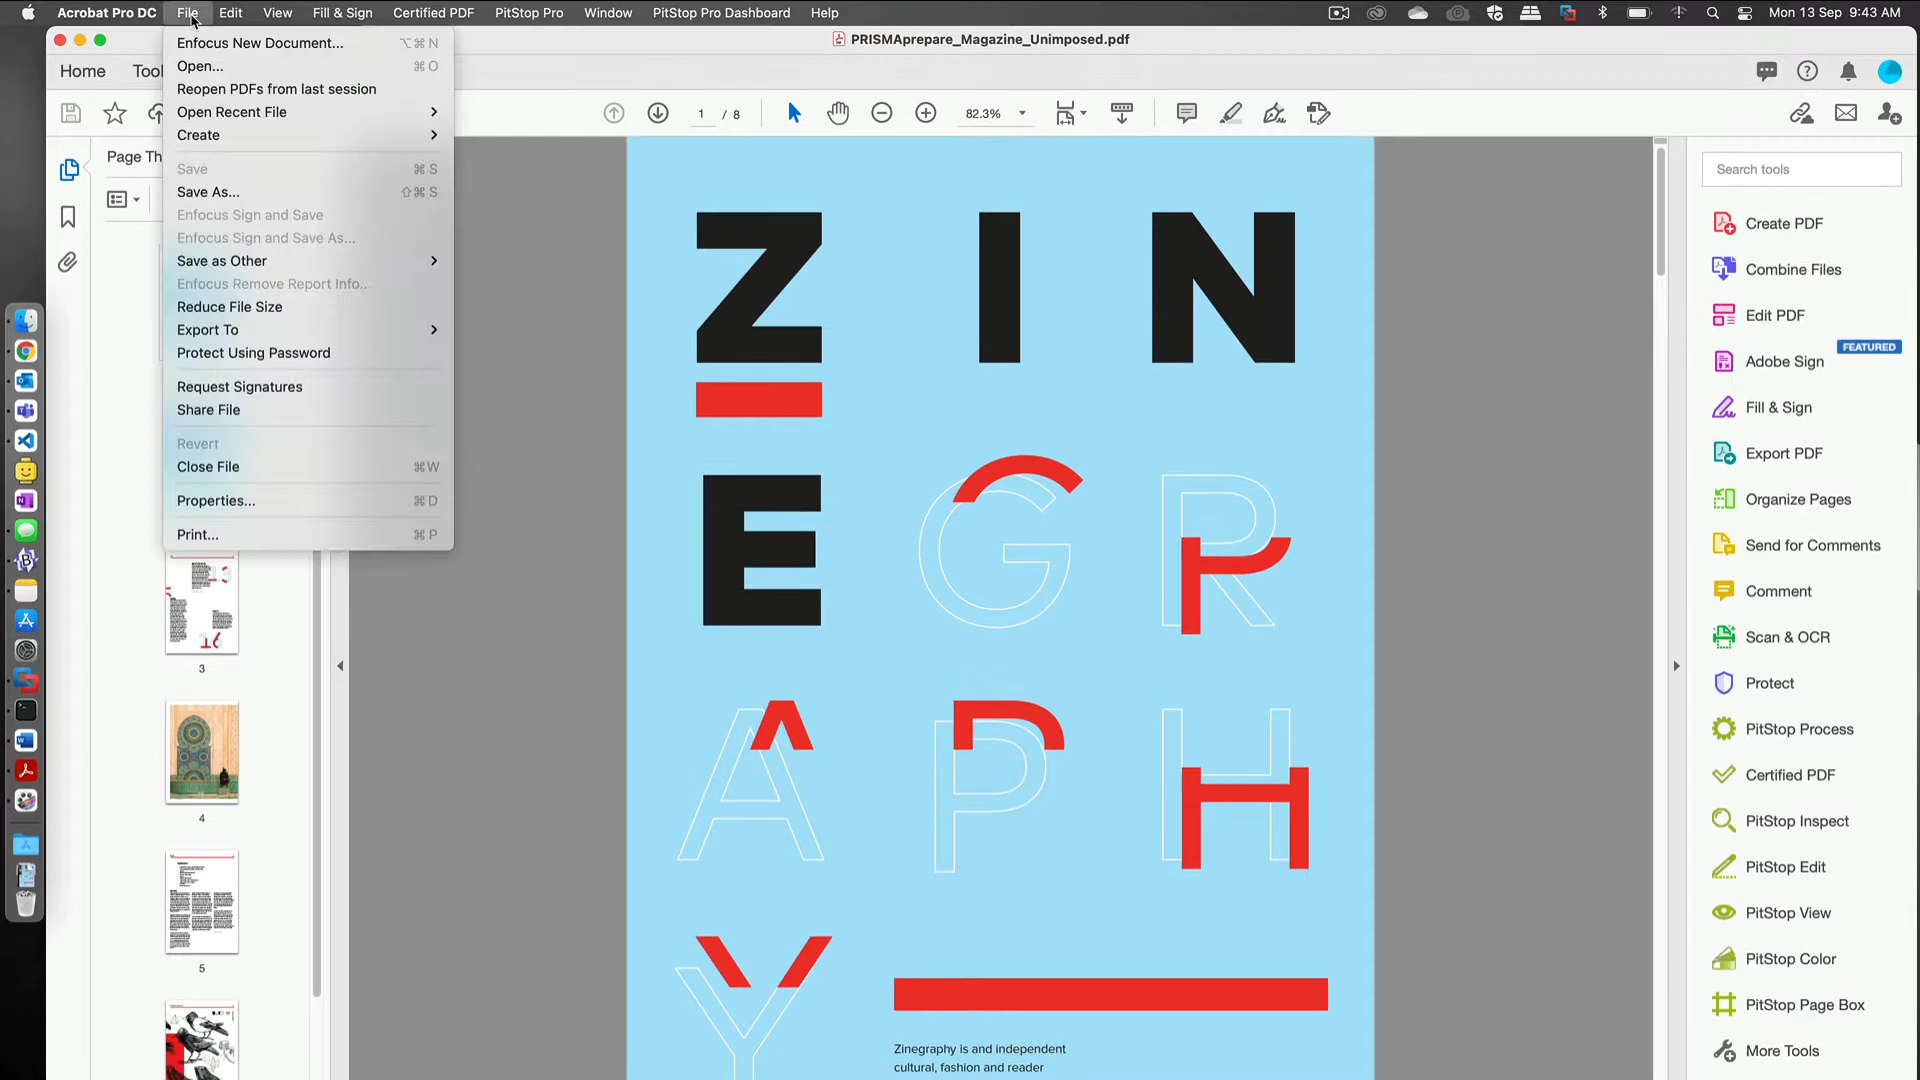 Acrobat Pro DC File Edit View Fill & Sign Certified PDF PitStop Pro Window PitStop Pro Dashboard Help Mon 13 Sep 9:43 AM
PRISMAprepare_Magazine_Unimposed.pdf
Home Tool
1 / 8 82.3%
Page Th
Enfocus New Document... ⌥⌘N
Open... ⌘O
Reopen PDFs from last session
Open Recent File
Create
Save ⌘S
Save As... ⇧⌘S
Enfocus Sign and Save
Enfocus Sign and Save As...
Save as Other
Enfocus Remove Report Info...
Reduce File Size
Export To
Protect Using Password
Request Signatures
Share File
Revert
Close File ⌘W
Properties... ⌘D
Print... ⌘P
3
4
5
Z I N
E G R
A P H
Y
Zinegraphy is and independent
cultural, fashion and reader
Search tools
Create PDF
Combine Files
Edit PDF
FEATURED
Adobe Sign
Fill & Sign
Export PDF
Organize Pages
Send for Comments
Comment
Scan & OCR
Protect
PitStop Process
Certified PDF
PitStop Inspect
PitStop Edit
PitStop View
PitStop Color
PitStop Page Box
More Tools